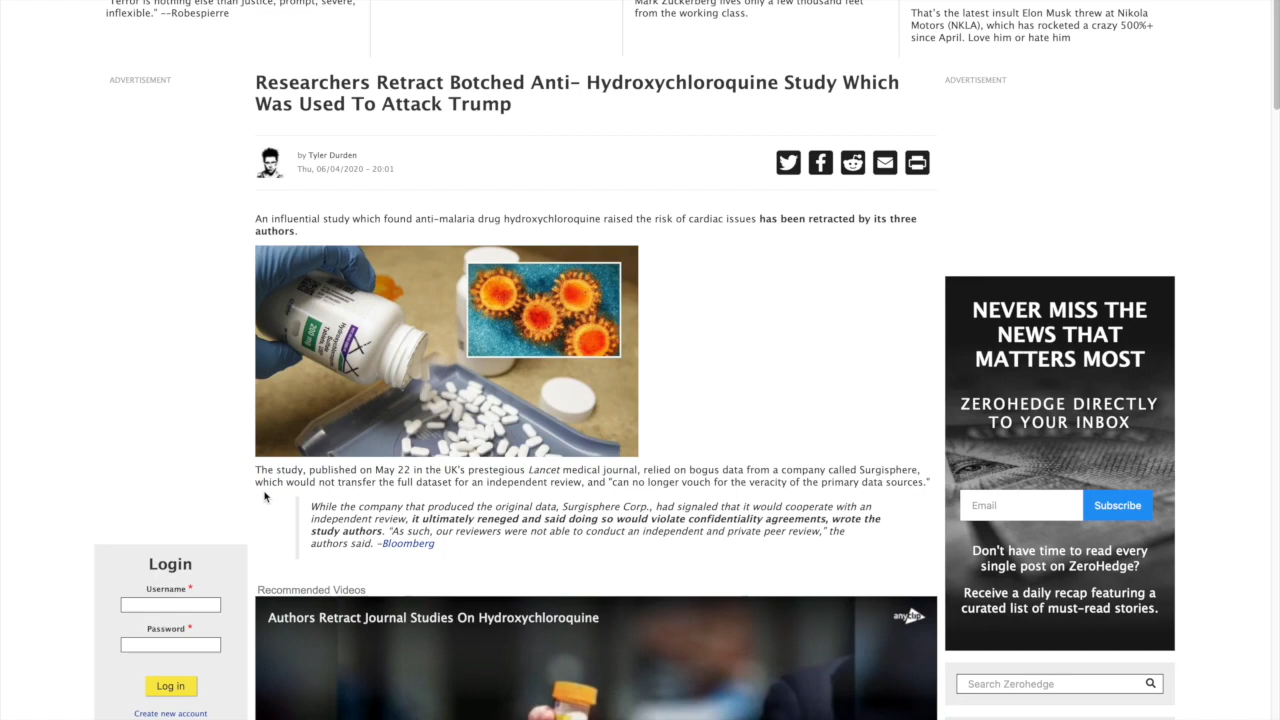 "Terror is nothing else than justice, prompt, severe,
inflexible." --Robespierre
Mark Zuckerberg lives only a few thousand feet
from the working class.
That's the latest insult Elon Musk threw at Nikola
Motors (NKLA), which has rocketed a crazy 500%+
since April. Love him or hate him
ADVERTISEMENT
Researchers Retract Botched Anti- Hydroxychloroquine Study Which
Was Used To Attack Trump
ADVERTISEMENT
by Tyler Durden
Thu, 06/04/2020 - 20:01
An influential study which found anti-malaria drug hydroxychloroquine raised the risk of cardiac issues has been retracted by its three
authors.
200 mg
The study, published on May 22 in the UK's prestegious Lancet medical journal, relied on bogus data from a company called Surgisphere,
which would not transfer the full dataset for an independent review, and "can no longer vouch for the veracity of the primary data sources."
While the company that produced the original data, Surgisphere Corp., had signaled that it would cooperate with an
independent review, it ultimately reneged and said doing so would violate confidentiality agreements, wrote the
study authors. "As such, our reviewers were not able to conduct an independent and private peer review," the
authors said. -Bloomberg
Recommended Videos
Authors Retract Journal Studies On Hydroxychloroquine
anyclip
Login
Username *
Password *
Log in
Create new account
NEVER MISS THE
NEWS THAT
MATTERS MOST
ZEROHEDGE DIRECTLY
TO YOUR INBOX
Email
Subscribe
Don't have time to read every
single post on ZeroHedge?
Receive a daily recap featuring a
curated list of must-read stories.
Search Zerohedge